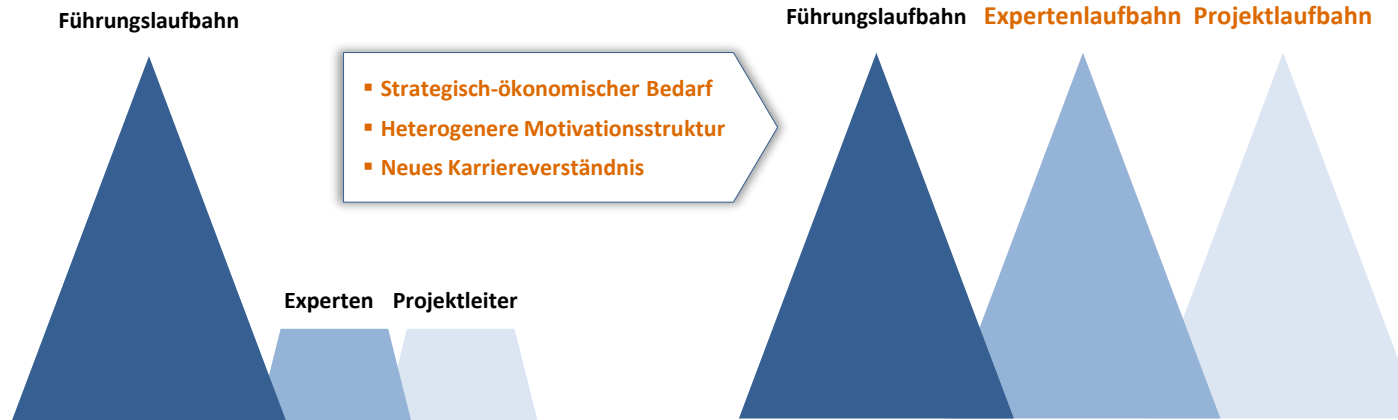 Führungslaufbahn
▪ Strategisch-ökonomischer Bedarf
▪ Heterogenere Motivationsstruktur
▪ Neues Karriereverständnis
Experten
Projektleiter
Führungslaufbahn
Expertenlaufbahn
Projektlaufbahn